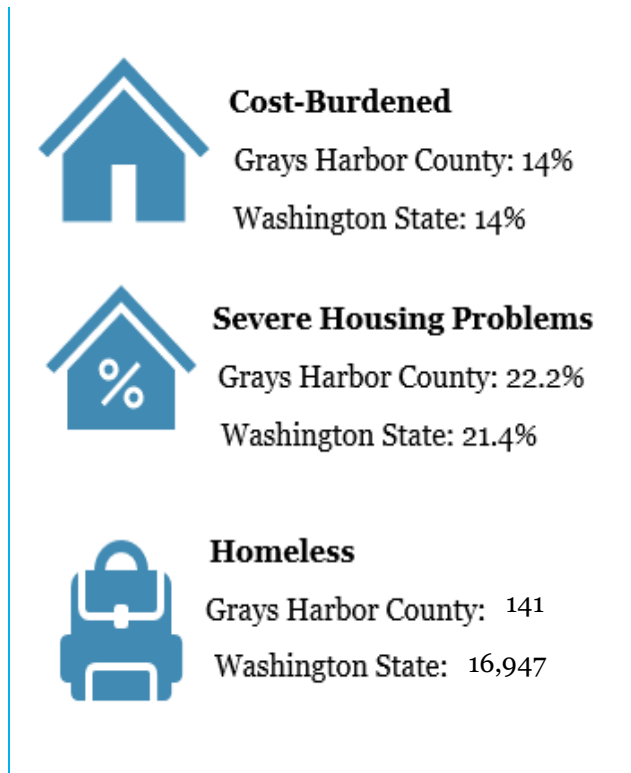 Cost-Burdened
Grays Harbor County: 14%
Washington State: 14%
%
Severe Housing Problems
Grays Harbor County: 22.2%
Washington State: 21.4%
Homeless
Grays Harbor County: 141
Washington State: 16,947